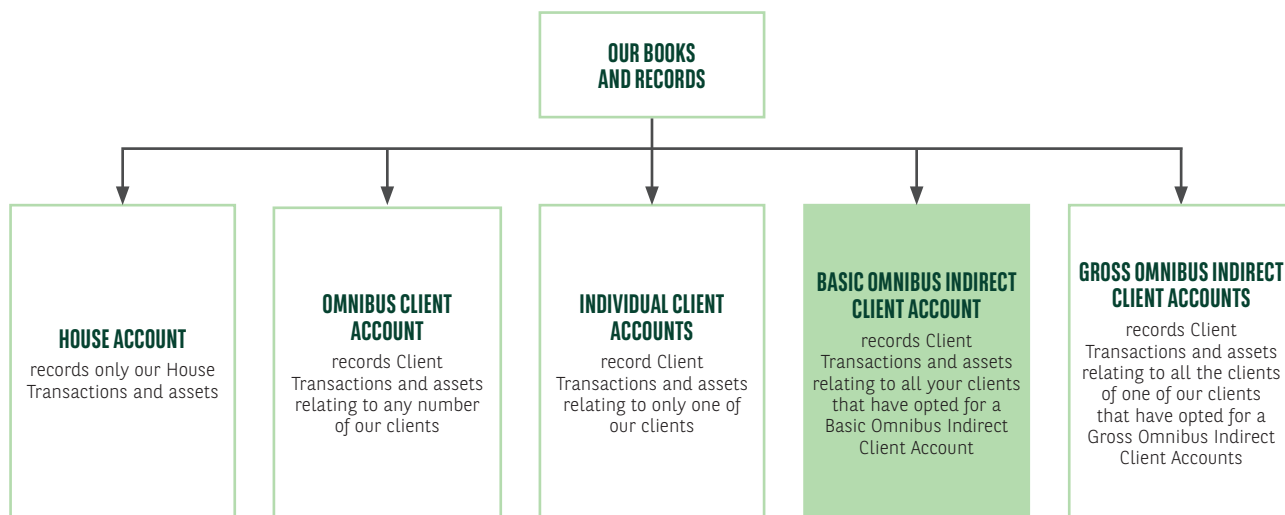 OUR BOOKS
AND RECORDS
HOUSE ACCOUNT
records only our House
Transactions and assets
OMNIBUS CLIENT
ACCOUNT
records Client
Transactions and assets
relating to any number
of our clients
INDIVIDUAL CLIENT
ACCOUNTS
record Client
Transactions and assets
relating to only one of
our clients
BASIC OMNIBUS INDIRECT
CLIENT ACCOUNT
records Client
Transactions and assets
relating to all your clients
that have opted for a
Basic Omnibus Indirect
Client Account
GROSS OMNIBUS INDIRECT
CLIENT ACCOUNTS
records Client
Transactions and assets
relating to all the clients
of one of our clients
that have opted for a
Gross Omnibus Indirect
Client Accounts